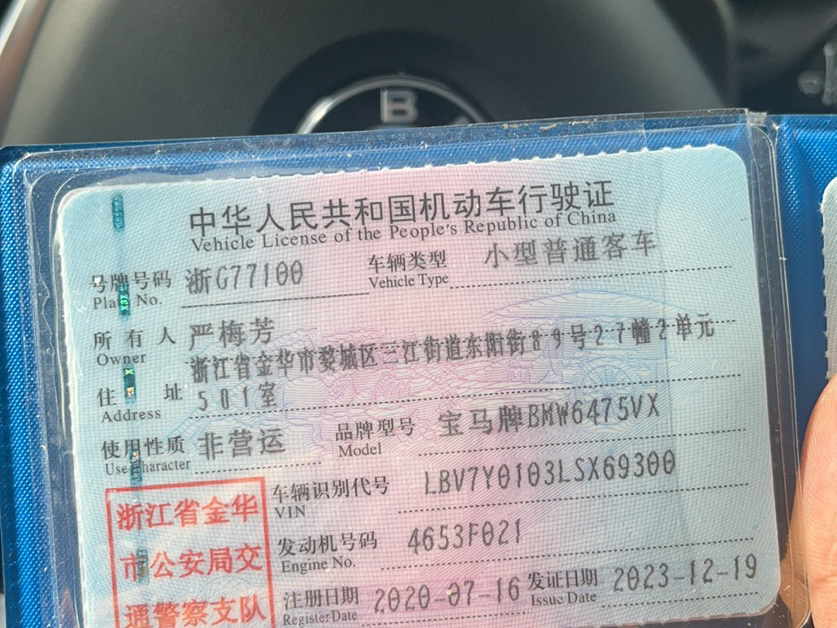 B
中华人民共和国机动车行驶证
Vehicle License of the People's Republic of China
号牌号码 浙G77100 车辆类型 小型普通客车
Plate No. Vehicle Type
所有人 严梅芳
Owner
浙江省金华市婺城区三江街道东阳街89号27幢2单元
住址 501室
Address
使用性质 非营运 品牌型号 宝马牌BMW6475VX
Use Character Model
车辆识别代号 LBV7Y0103LSX69300
VIN
发动机号码 4653F021
Engine No.
注册日期 2020-07-16 发证日期 2023-12-19
Register Date Issue Date
浙江省金华
市公安局交
通警察支队